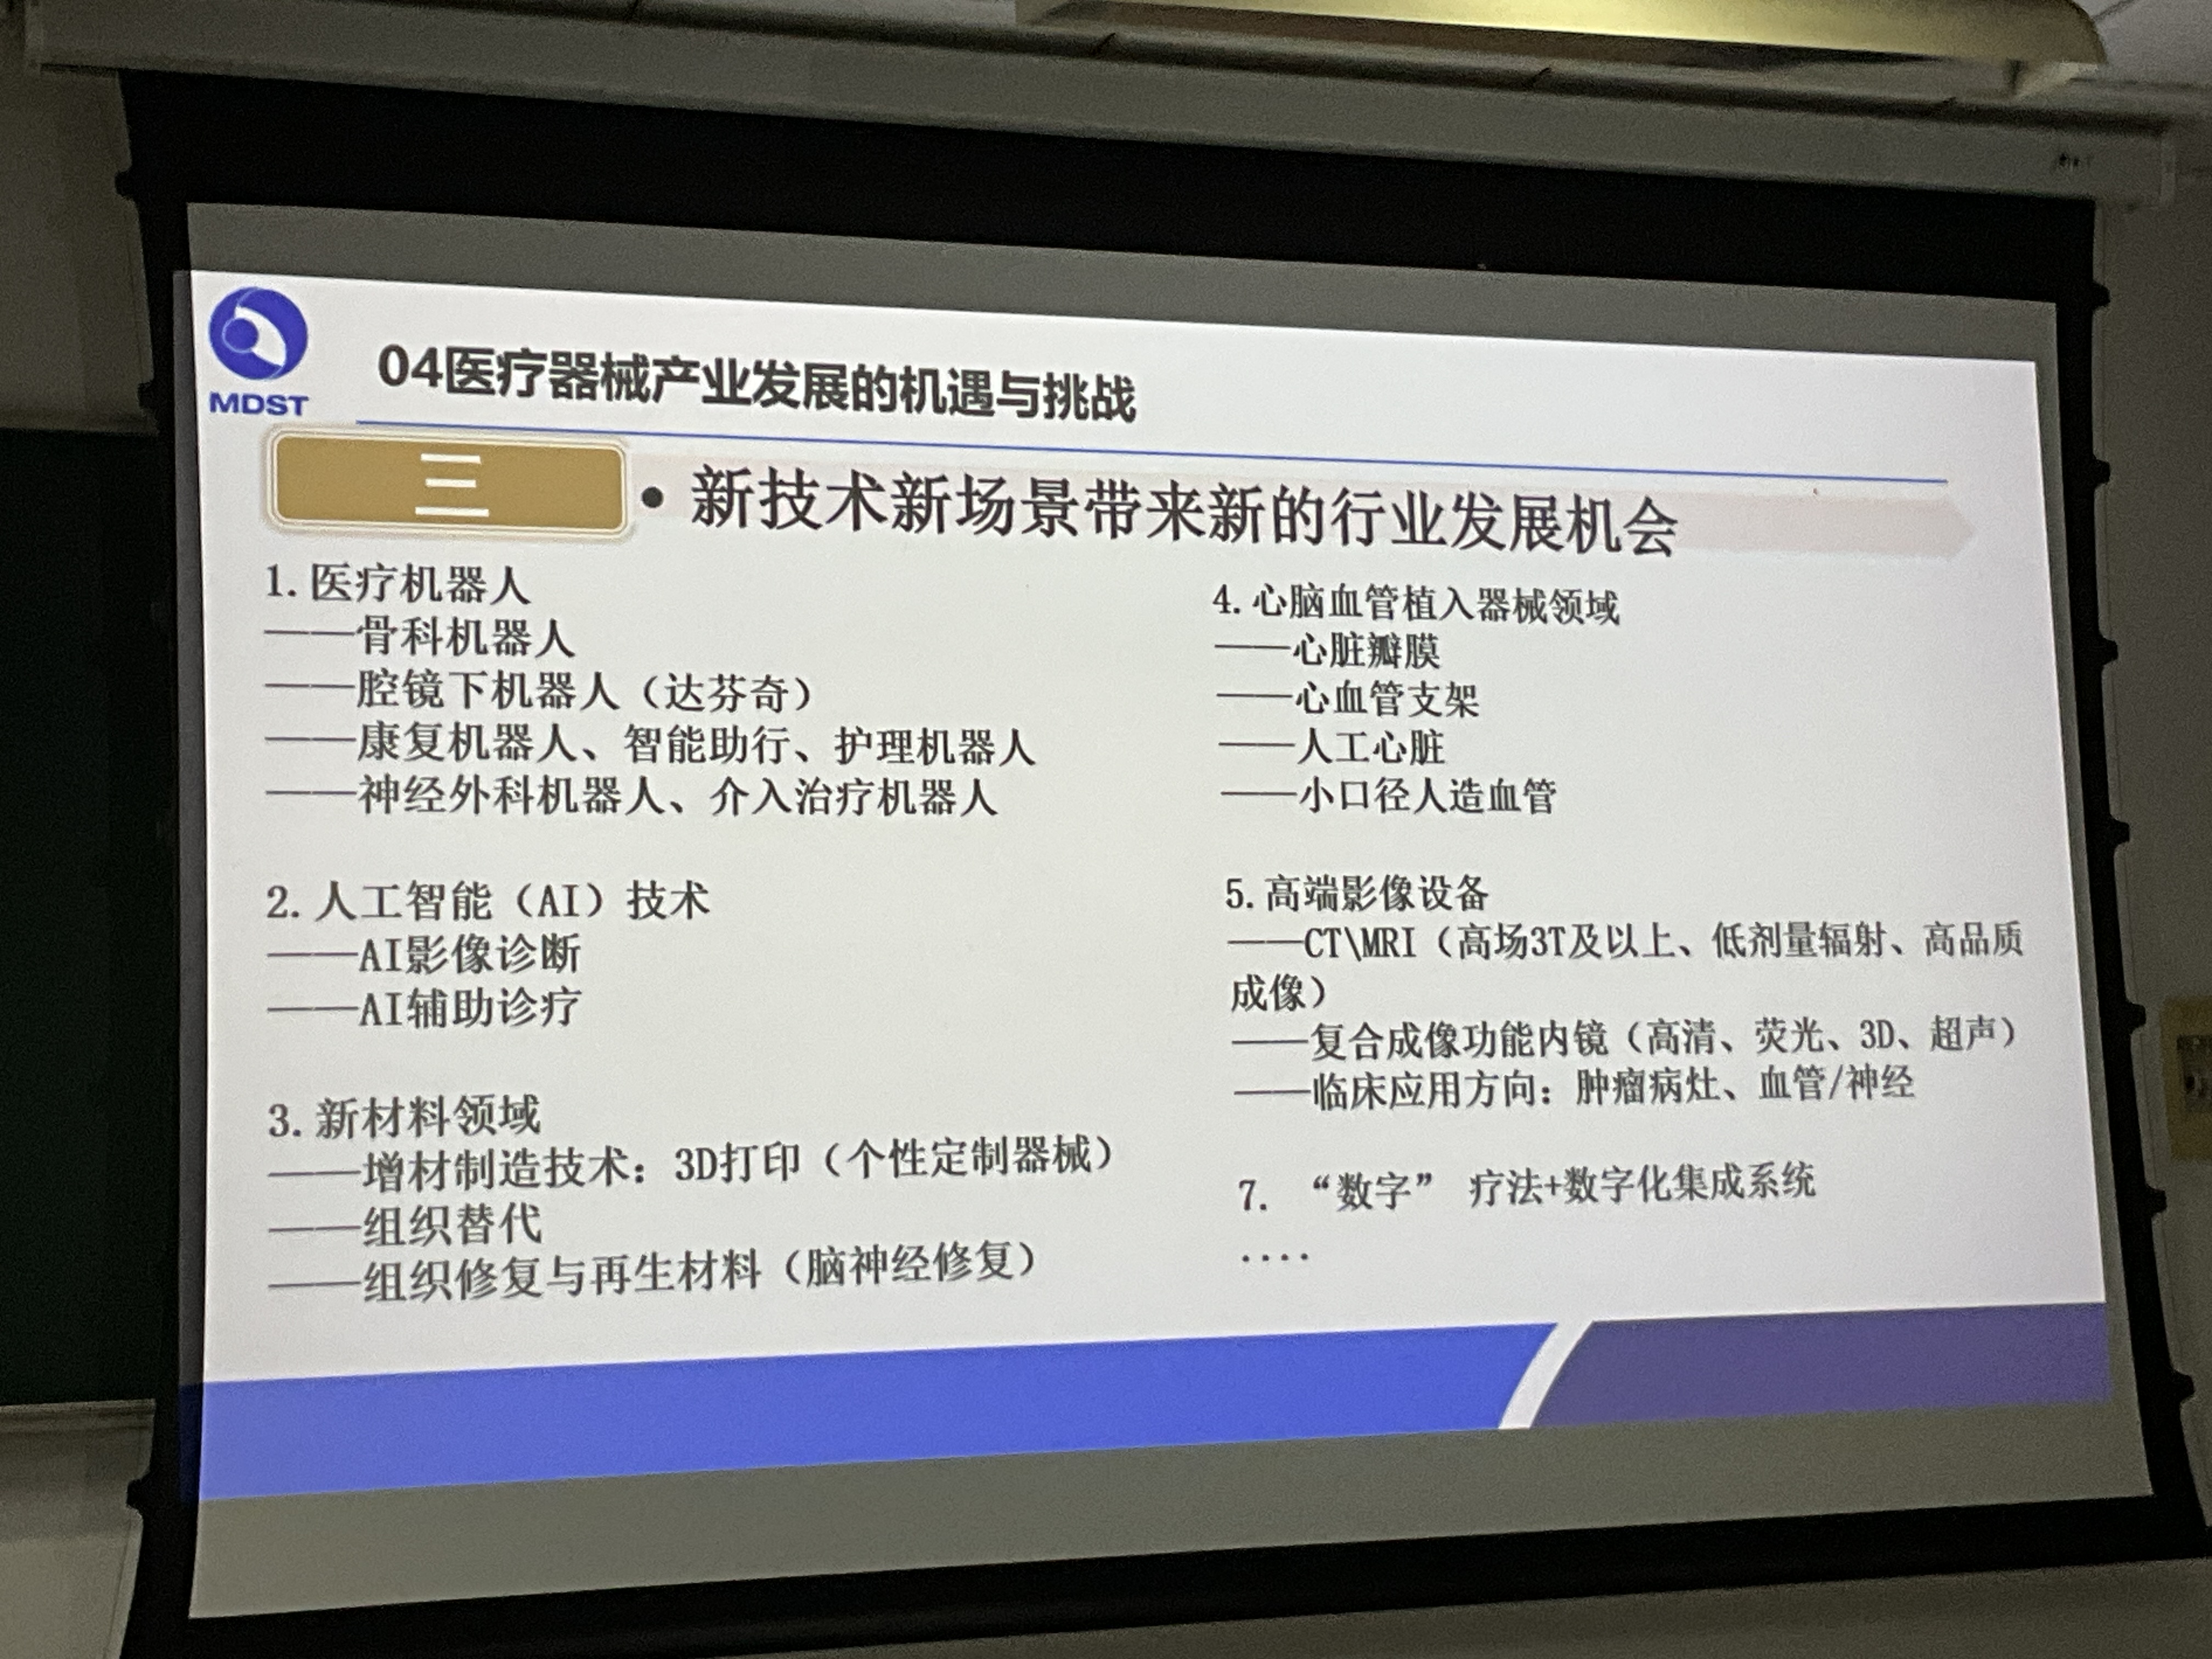 MDST
04医疗器械产业发展的机遇与挑战
三
•新技术新场景带来新的行业发展机会
1.医疗机器人
——骨科机器人
——腔镜下机器人（达芬奇）
——康复机器人、智能助行、护理机器人
——神经外科机器人、介入治疗机器人
2.人工智能（AI）技术
——AI影像诊断
——AI辅助诊疗
3.新材料领域
——增材制造技术：3D打印（个性定制器械）
——组织替代
——组织修复与再生材料（脑神经修复）
4.心脑血管植入器械领域
——心脏瓣膜
——心血管支架
——人工心脏
——小口径人造血管
5.高端影像设备
——CT\MRI（高场3T及以上、低剂量辐射、高品质
成像）
——复合成像功能内镜（高清、荧光、3D、超声）
——临床应用方向：肿瘤病灶、血管/神经
7. “数字” 疗法+数字化集成系统
....